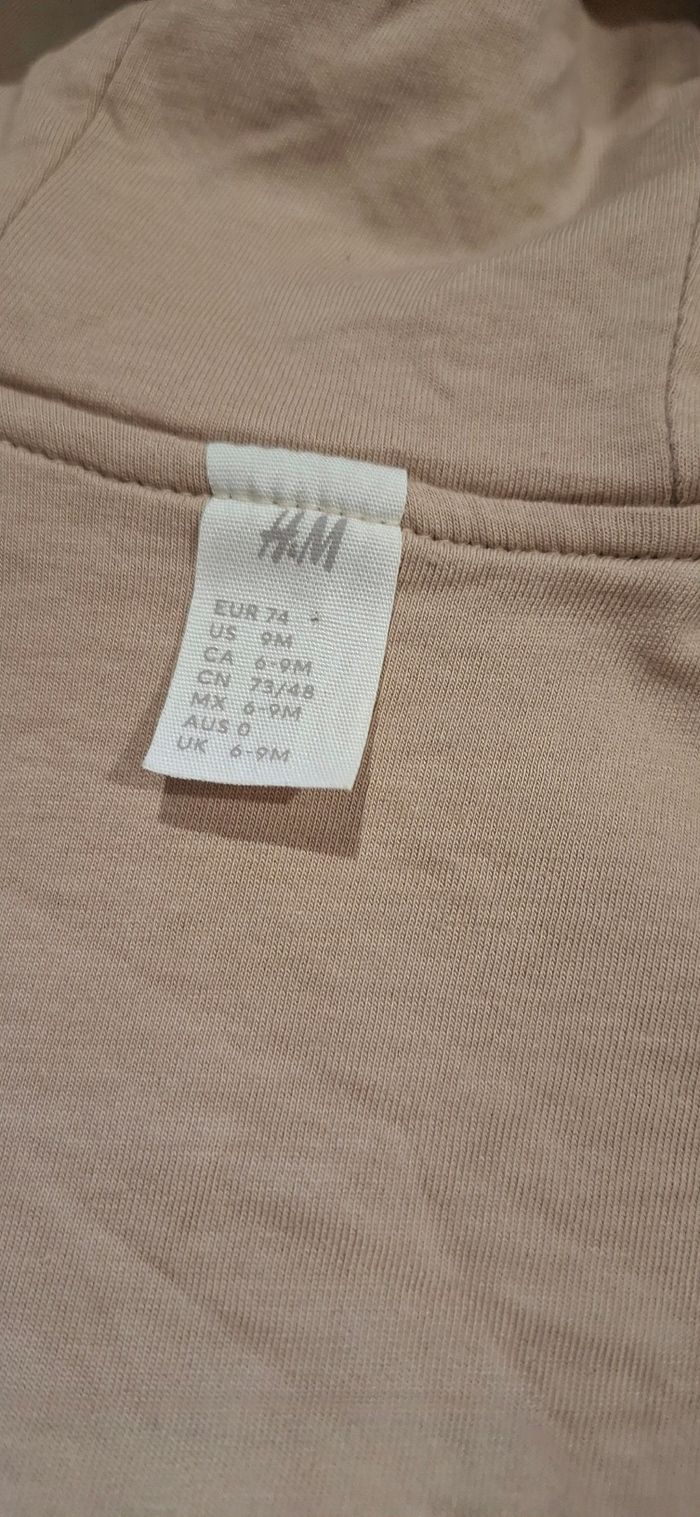 H&M
EUR 74
US 9M
CA 6-9M
CN 73/48
MX 6-9M
AUS 0
UK 6-9M